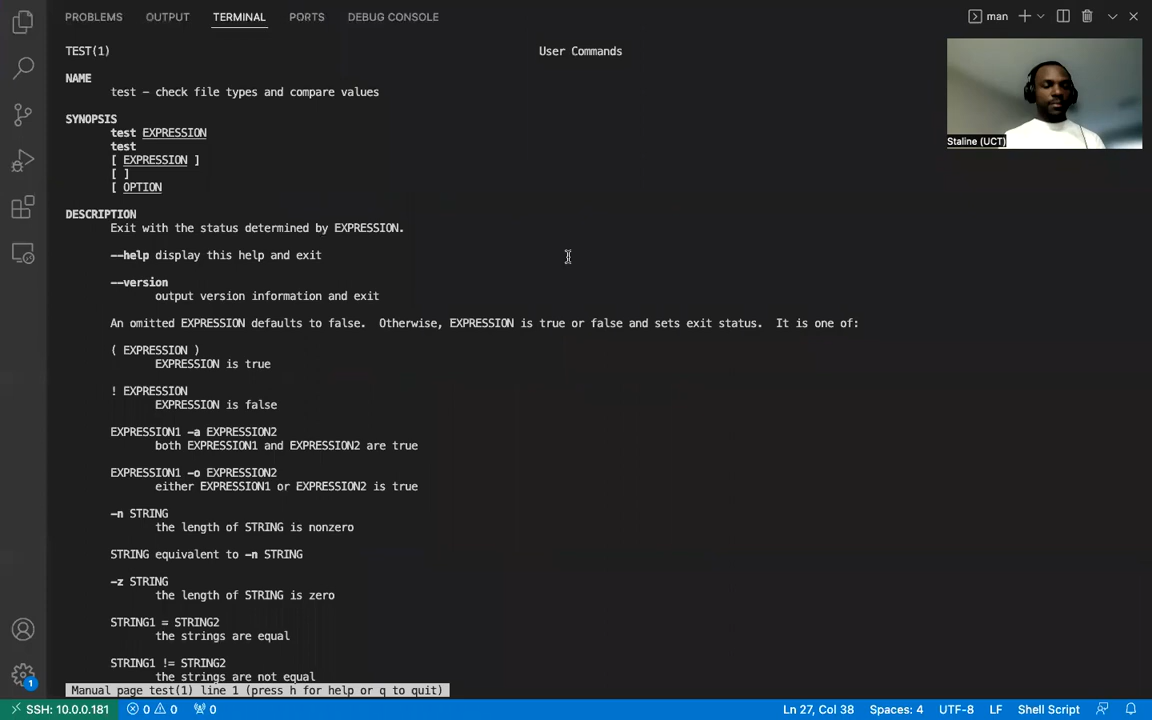 PROBLEMS OUTPUT TERMINAL PORTS DEBUG CONSOLE man
TEST(1) User Commands
NAME
test – check file types and compare values
SYNOPSIS
test EXPRESSION
test
[ EXPRESSION ]
[ ]
[ OPTION
Staline (UCT)
DESCRIPTION
Exit with the status determined by EXPRESSION.
--help display this help and exit
--version
output version information and exit
An omitted EXPRESSION defaults to false. Otherwise, EXPRESSION is true or false and sets exit status. It is one of:
( EXPRESSION )
EXPRESSION is true
! EXPRESSION
EXPRESSION is false
EXPRESSION1 -a EXPRESSION2
both EXPRESSION1 and EXPRESSION2 are true
EXPRESSION1 -o EXPRESSION2
either EXPRESSION1 or EXPRESSION2 is true
-n STRING
the length of STRING is nonzero
STRING equivalent to -n STRING
-z STRING
the length of STRING is zero
STRING1 = STRING2
the strings are equal
STRING1 != STRING2
the strings are not equal
Manual page test(1) line 1 (press h for help or q to quit)
1
SSH: 10.0.0.181 0 0 0 Ln 27, Col 38 Spaces: 4 UTF-8 LF Shell Script